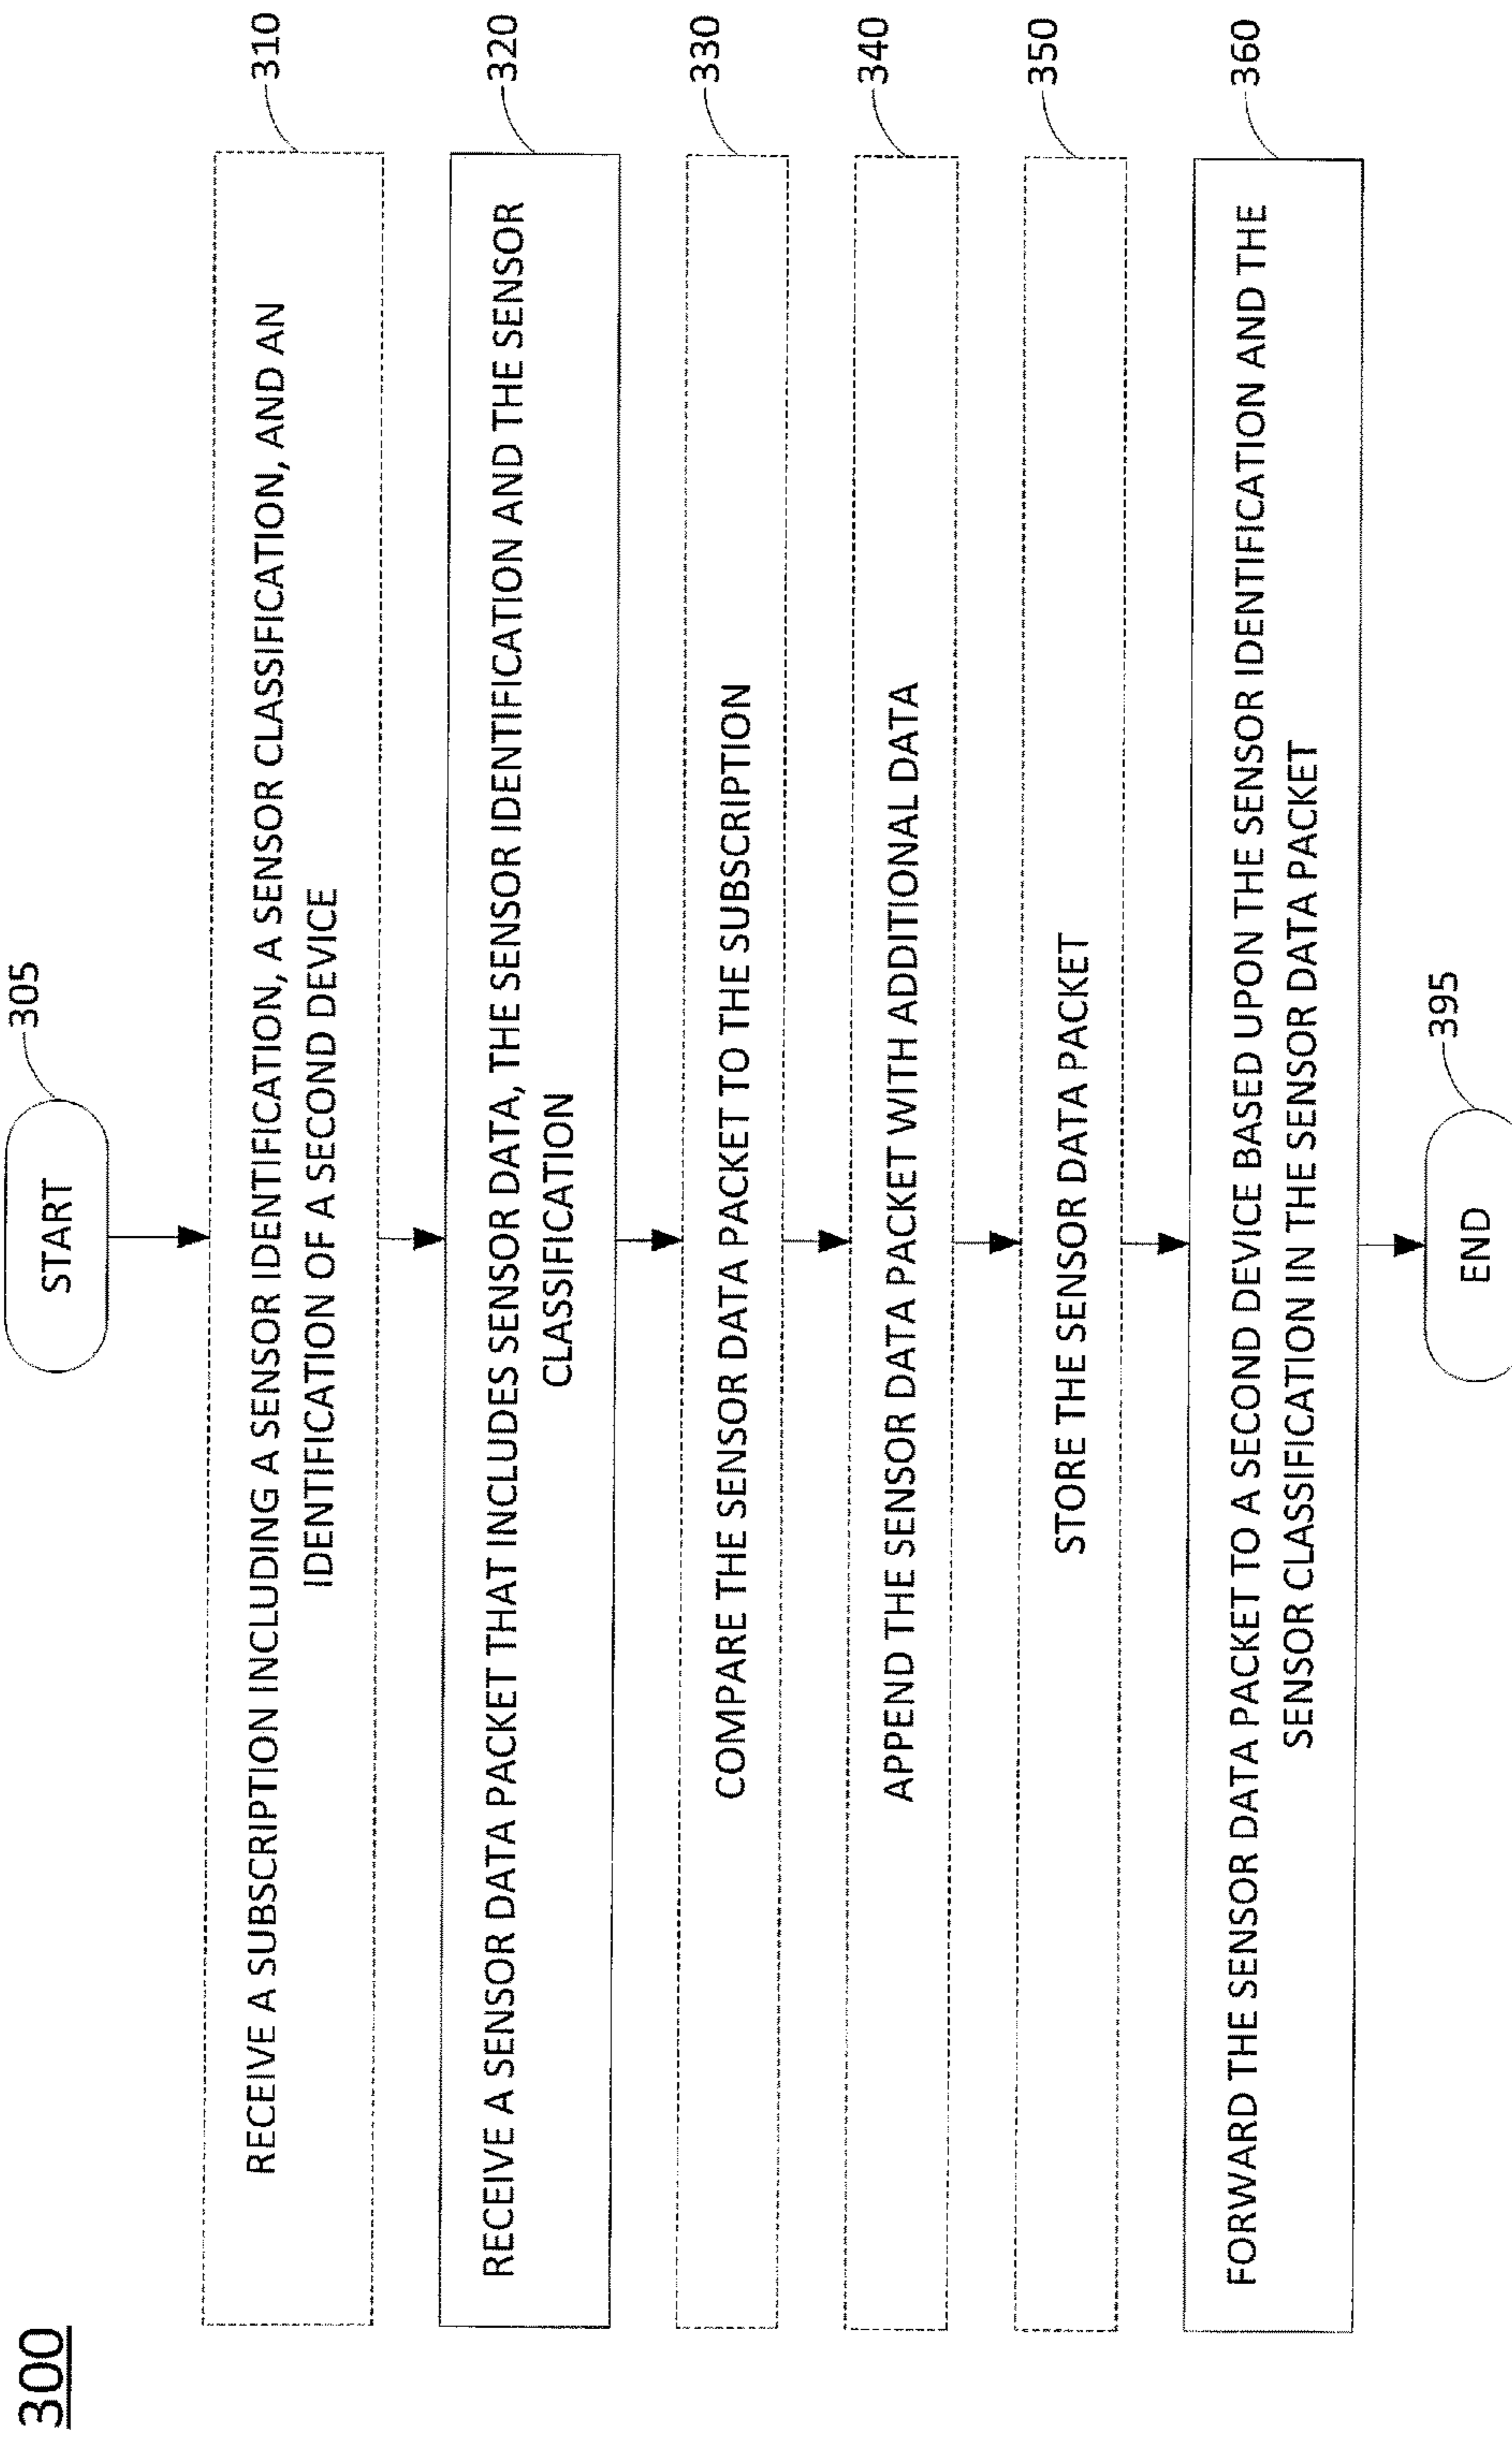 300
START
305
RECEIVE A SUBSCRIPTION INCLUDING A SENSOR IDENTIFICATION, A SENSOR CLASSIFICATION, AND AN
IDENTIFICATION OF A SECOND DEVICE
310
RECEIVE A SENSOR DATA PACKET THAT INCLUDES SENSOR DATA, THE SENSOR IDENTIFICATION AND THE SENSOR
CLASSIFICATION
320
COMPARE THE SENSOR DATA PACKET TO THE SUBSCRIPTION
330
APPEND THE SENSOR DATA PACKET WITH ADDITIONAL DATA
340
STORE THE SENSOR DATA PACKET
350
FORWARD THE SENSOR DATA PACKET TO A SECOND DEVICE BASED UPON THE SENSOR IDENTIFICATION AND THE
SENSOR CLASSIFICATION IN THE SENSOR DATA PACKET
360
END
395